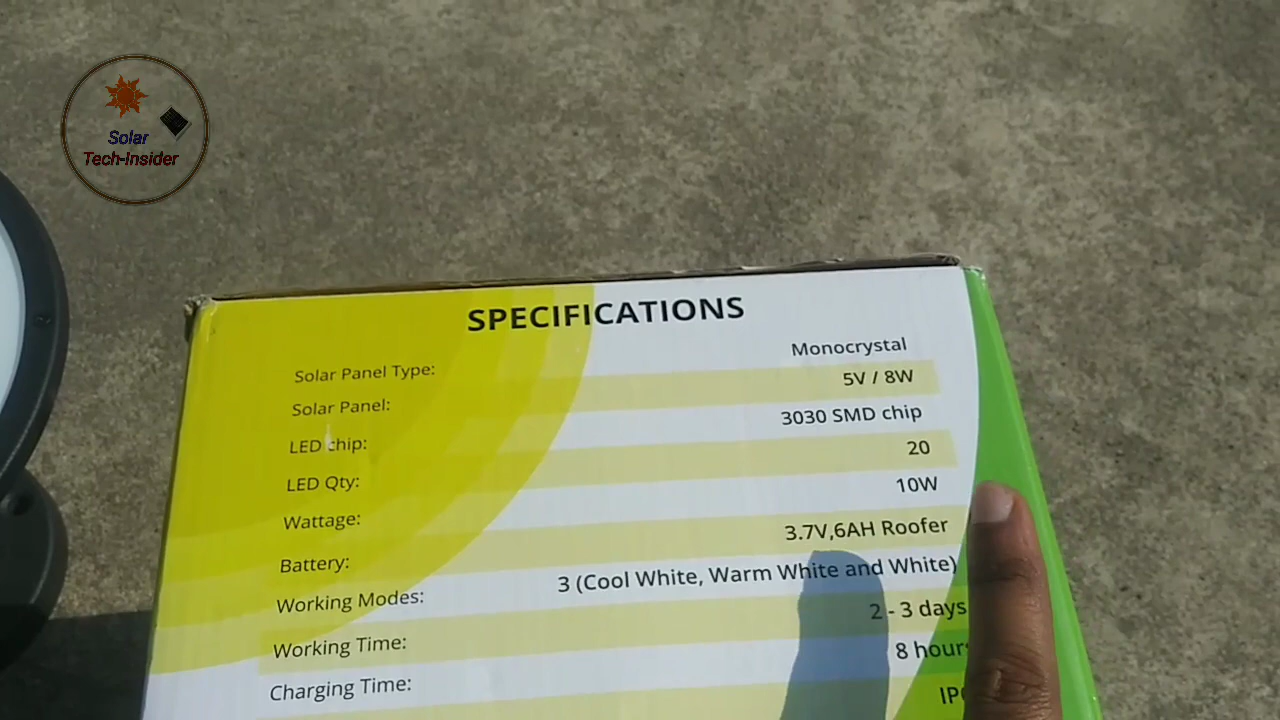 Solar
Tech-Insider
SPECIFICATIONS
Solar Panel Type: Monocrystal
Solar Panel: 5V / 8W
LED chip: 3030 SMD chip
LED Qty: 20
Wattage: 10W
Battery: 3.7V,6AH Roofer
Working Modes: 3 (Cool White, Warm White and White)
Working Time: 2 - 3 days
Charging Time: 8 hours